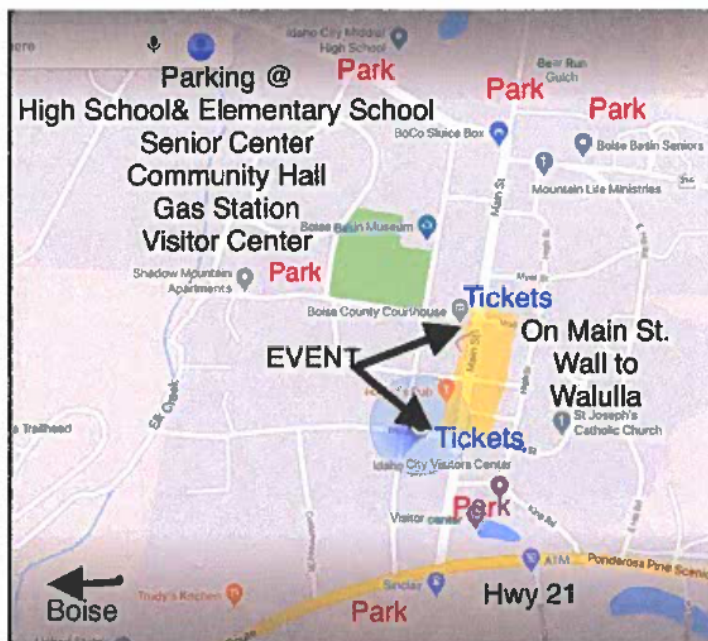 Idaho City Middle
High School
Parking @
High School& Elementary School
Senior Center
Community Hall
Gas Station
Visitor Center
Park
Park
Park
Bear Run
Gulch
BoCo Sluice Box
Boise Basin Seniors
Mountain Life Ministries
Main St
Boise Basin Museum
Shadow Mountain
Apartments
Park
Boise County Courthouse
Tickets
EVENT
Main St
On Main St.
Wall to
Walulla
Elk Creek
Trailhead
Tickets
St Joseph's
Catholic Church
Idaho City Visitors Center
Park
Visitor center
ATM
Ponderosa Pine Scenic
Boise
Trudy's Kitchen
Sinclair
Hwy 21
Park